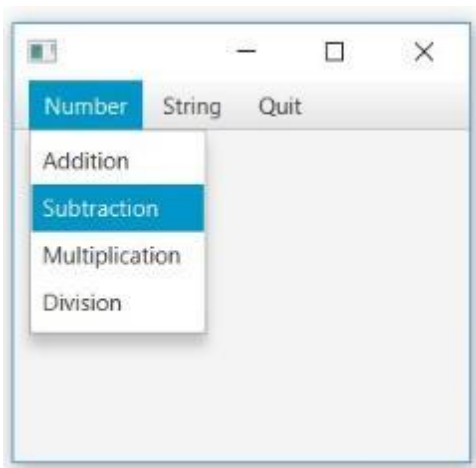 Number String Quit
Addition
Subtraction
Multiplication
Division